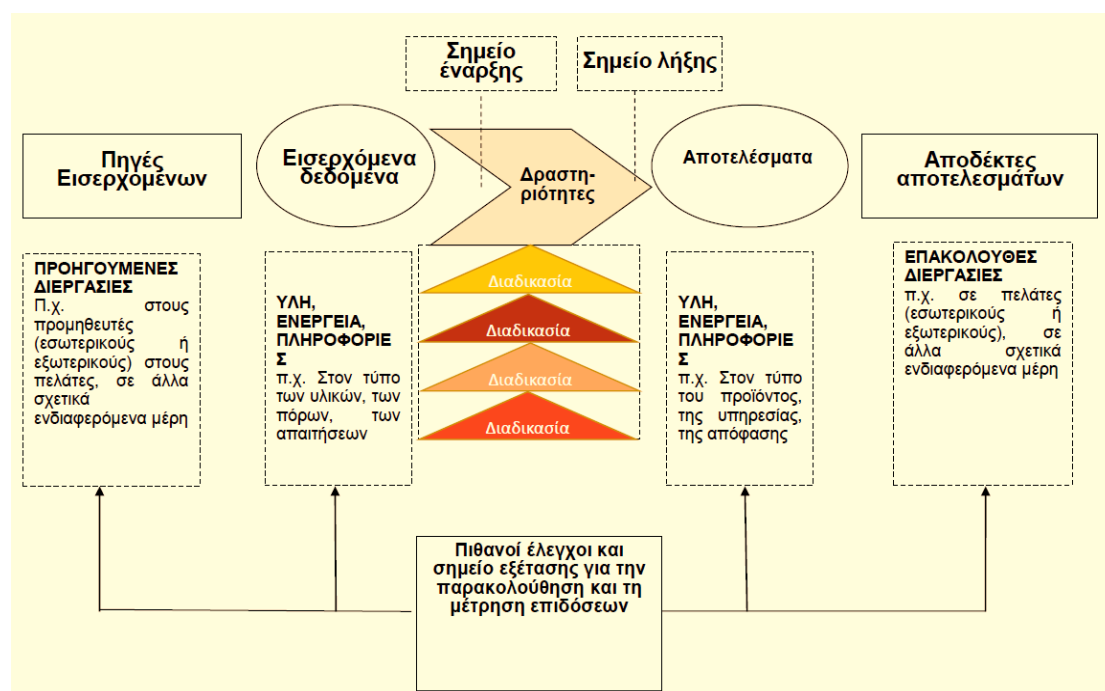 Σημείο
έναρξης
Σημείο λήξης
Πηγές
Εισερχομένων
Εισερχόμενα
δεδομένα
Δραστη-
ριότητες
Αποτελέσματα
Αποδέκτες
αποτελεσμάτων
ΠΡΟΗΓΟΥΜΕΝΕΣ
ΔΙΕΡΓΑΣΙΕΣ
Π.χ. στους
προμηθευτές
(εσωτερικούς ή
εξωτερικούς) στους
πελάτες, σε άλλα
σχετικά
ενδιαφερόμενα μέρη
ΥΛΗ,
ΕΝΕΡΓΕΙΑ,
ΠΛΗΡΟΦΟΡΙΕ
Σ
π.χ. Στον τύπο
των υλικών, των
πόρων, των
απαιτήσεων
Διαδικασία
Διαδικασία
Διαδικασία
Διαδικασία
ΥΛΗ,
ΕΝΕΡΓΕΙΑ,
ΠΛΗΡΟΦΟΡΙΕ
Σ
π.χ. Στον τύπο
του προϊόντος,
της υπηρεσίας,
της απόφασης
ΕΠΑΚΟΛΟΥΘΕΣ
ΔΙΕΡΓΑΣΙΕΣ
π.χ. σε πελάτες
(εσωτερικούς ή
εξωτερικούς), σε
άλλα σχετικά
ενδιαφερόμενα μέρη
Πιθανοί έλεγχοι και
σημείο εξέτασης για την
παρακολούθηση και τη
μέτρηση επιδόσεων